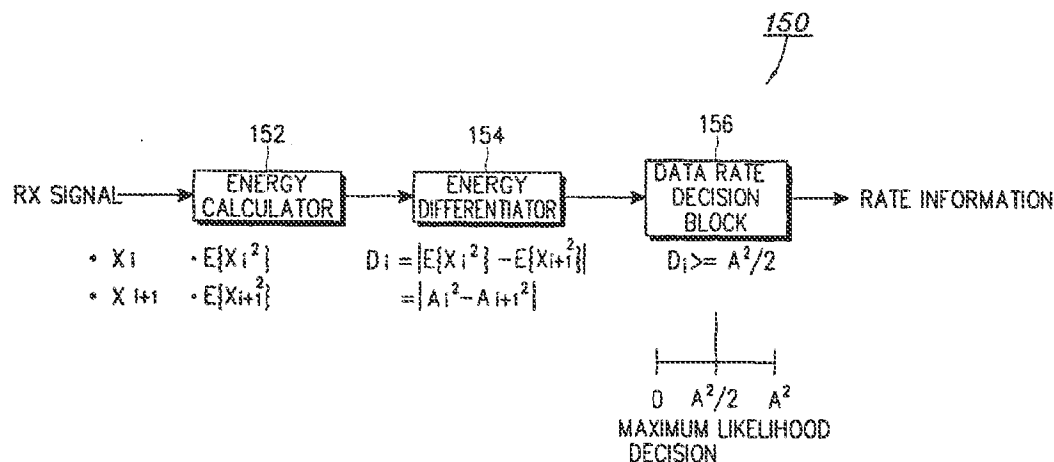 150
152
154
156
RX SIGNAL
ENERGY
CALCULATOR
ENERGY
DIFFERENTIATOR
DATA RATE
DECISION
BLOCK
RATE INFORMATION
• Xi • E{Xi²}
• Xi+1 • E{Xi+1²}
Di = |E{Xi²} -E{Xi+1²}|
= |Ai²-Ai+1²|
Di>= A²/2
0 A²/2 A²
MAXIMUM LIKELIHOOD
DECISION